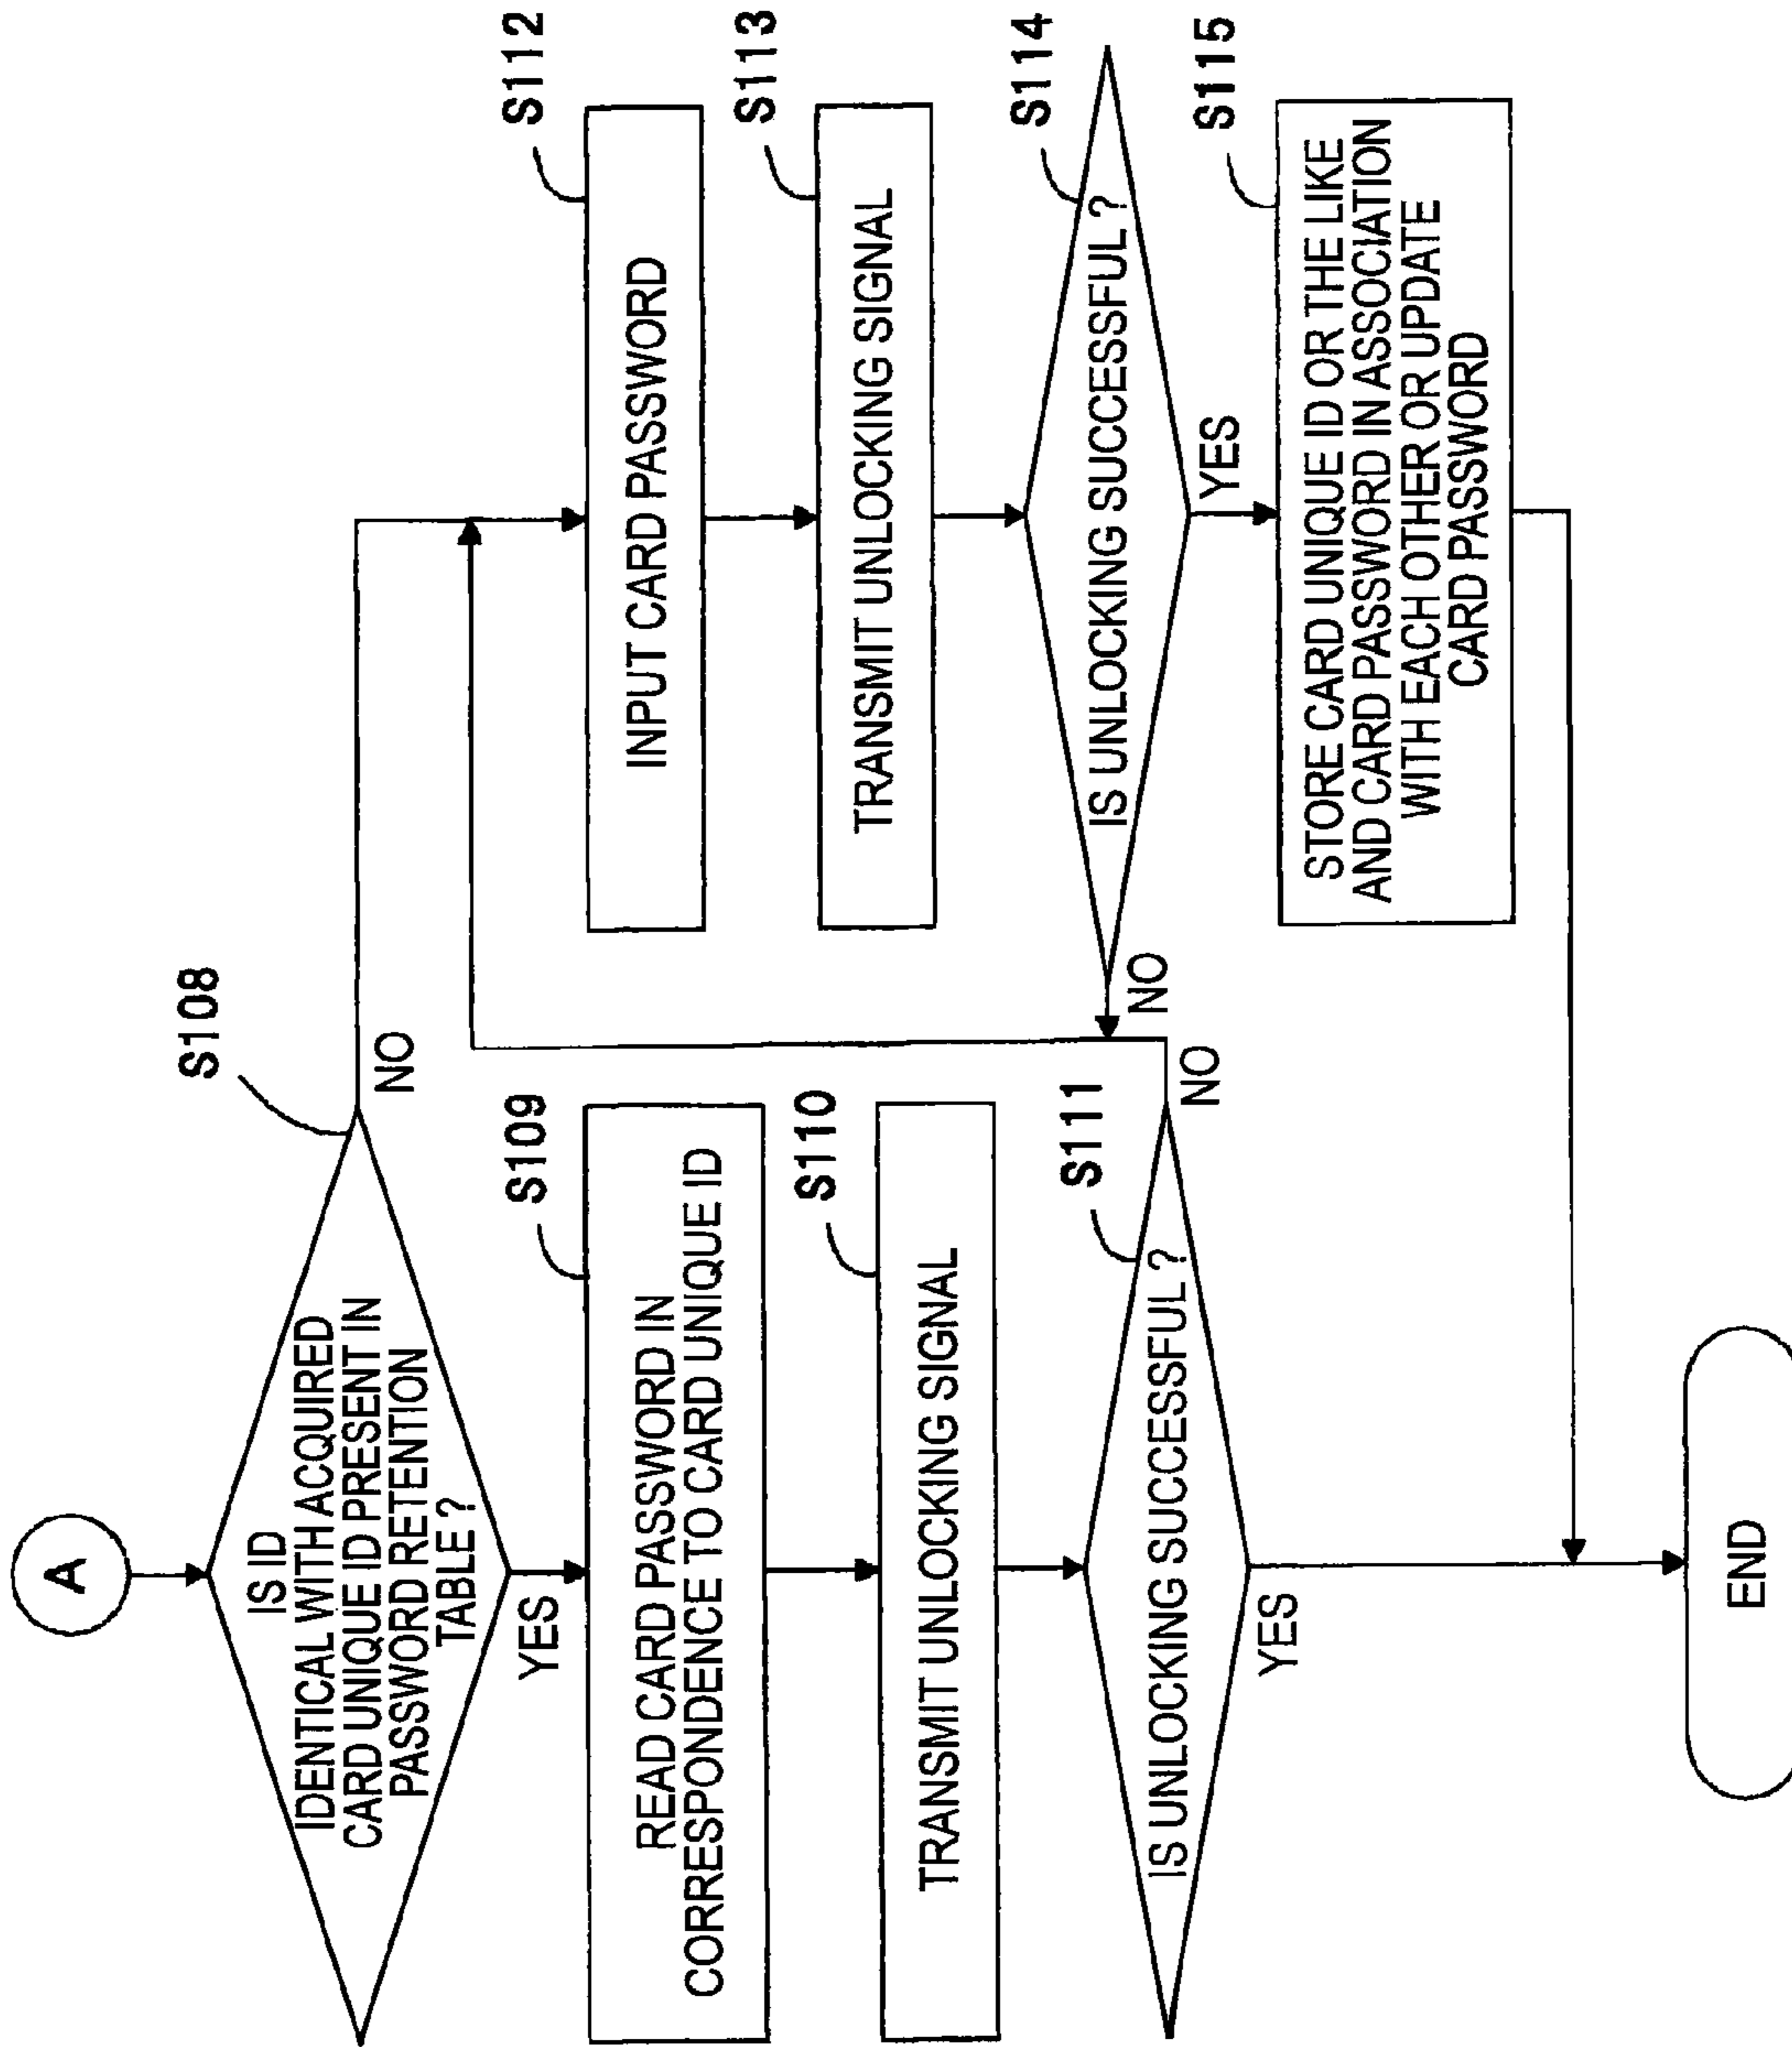 A
S108
IS ID
IDENTICAL WITH ACQUIRED
CARD UNIQUE ID PRESENT IN
PASSWORD RETENTION
TABLE ?
NO
YES
S109
READ CARD PASSWORD IN
CORRESPONDENCE TO CARD UNIQUE ID
S110
TRANSMIT UNLOCKING SIGNAL
S111
IS UNLOCKING SUCCESSFUL ?
NO
YES
S112
INPUT CARD PASSWORD
S113
TRANSMIT UNLOCKING SIGNAL
S114
IS UNLOCKING SUCCESSFUL ?
NO
YES
S115
STORE CARD UNIQUE ID OR THE LIKE
AND CARD PASSWORD IN ASSOCIATION
WITH EACH OTHER OR UPDATE
CARD PASSWORD
END